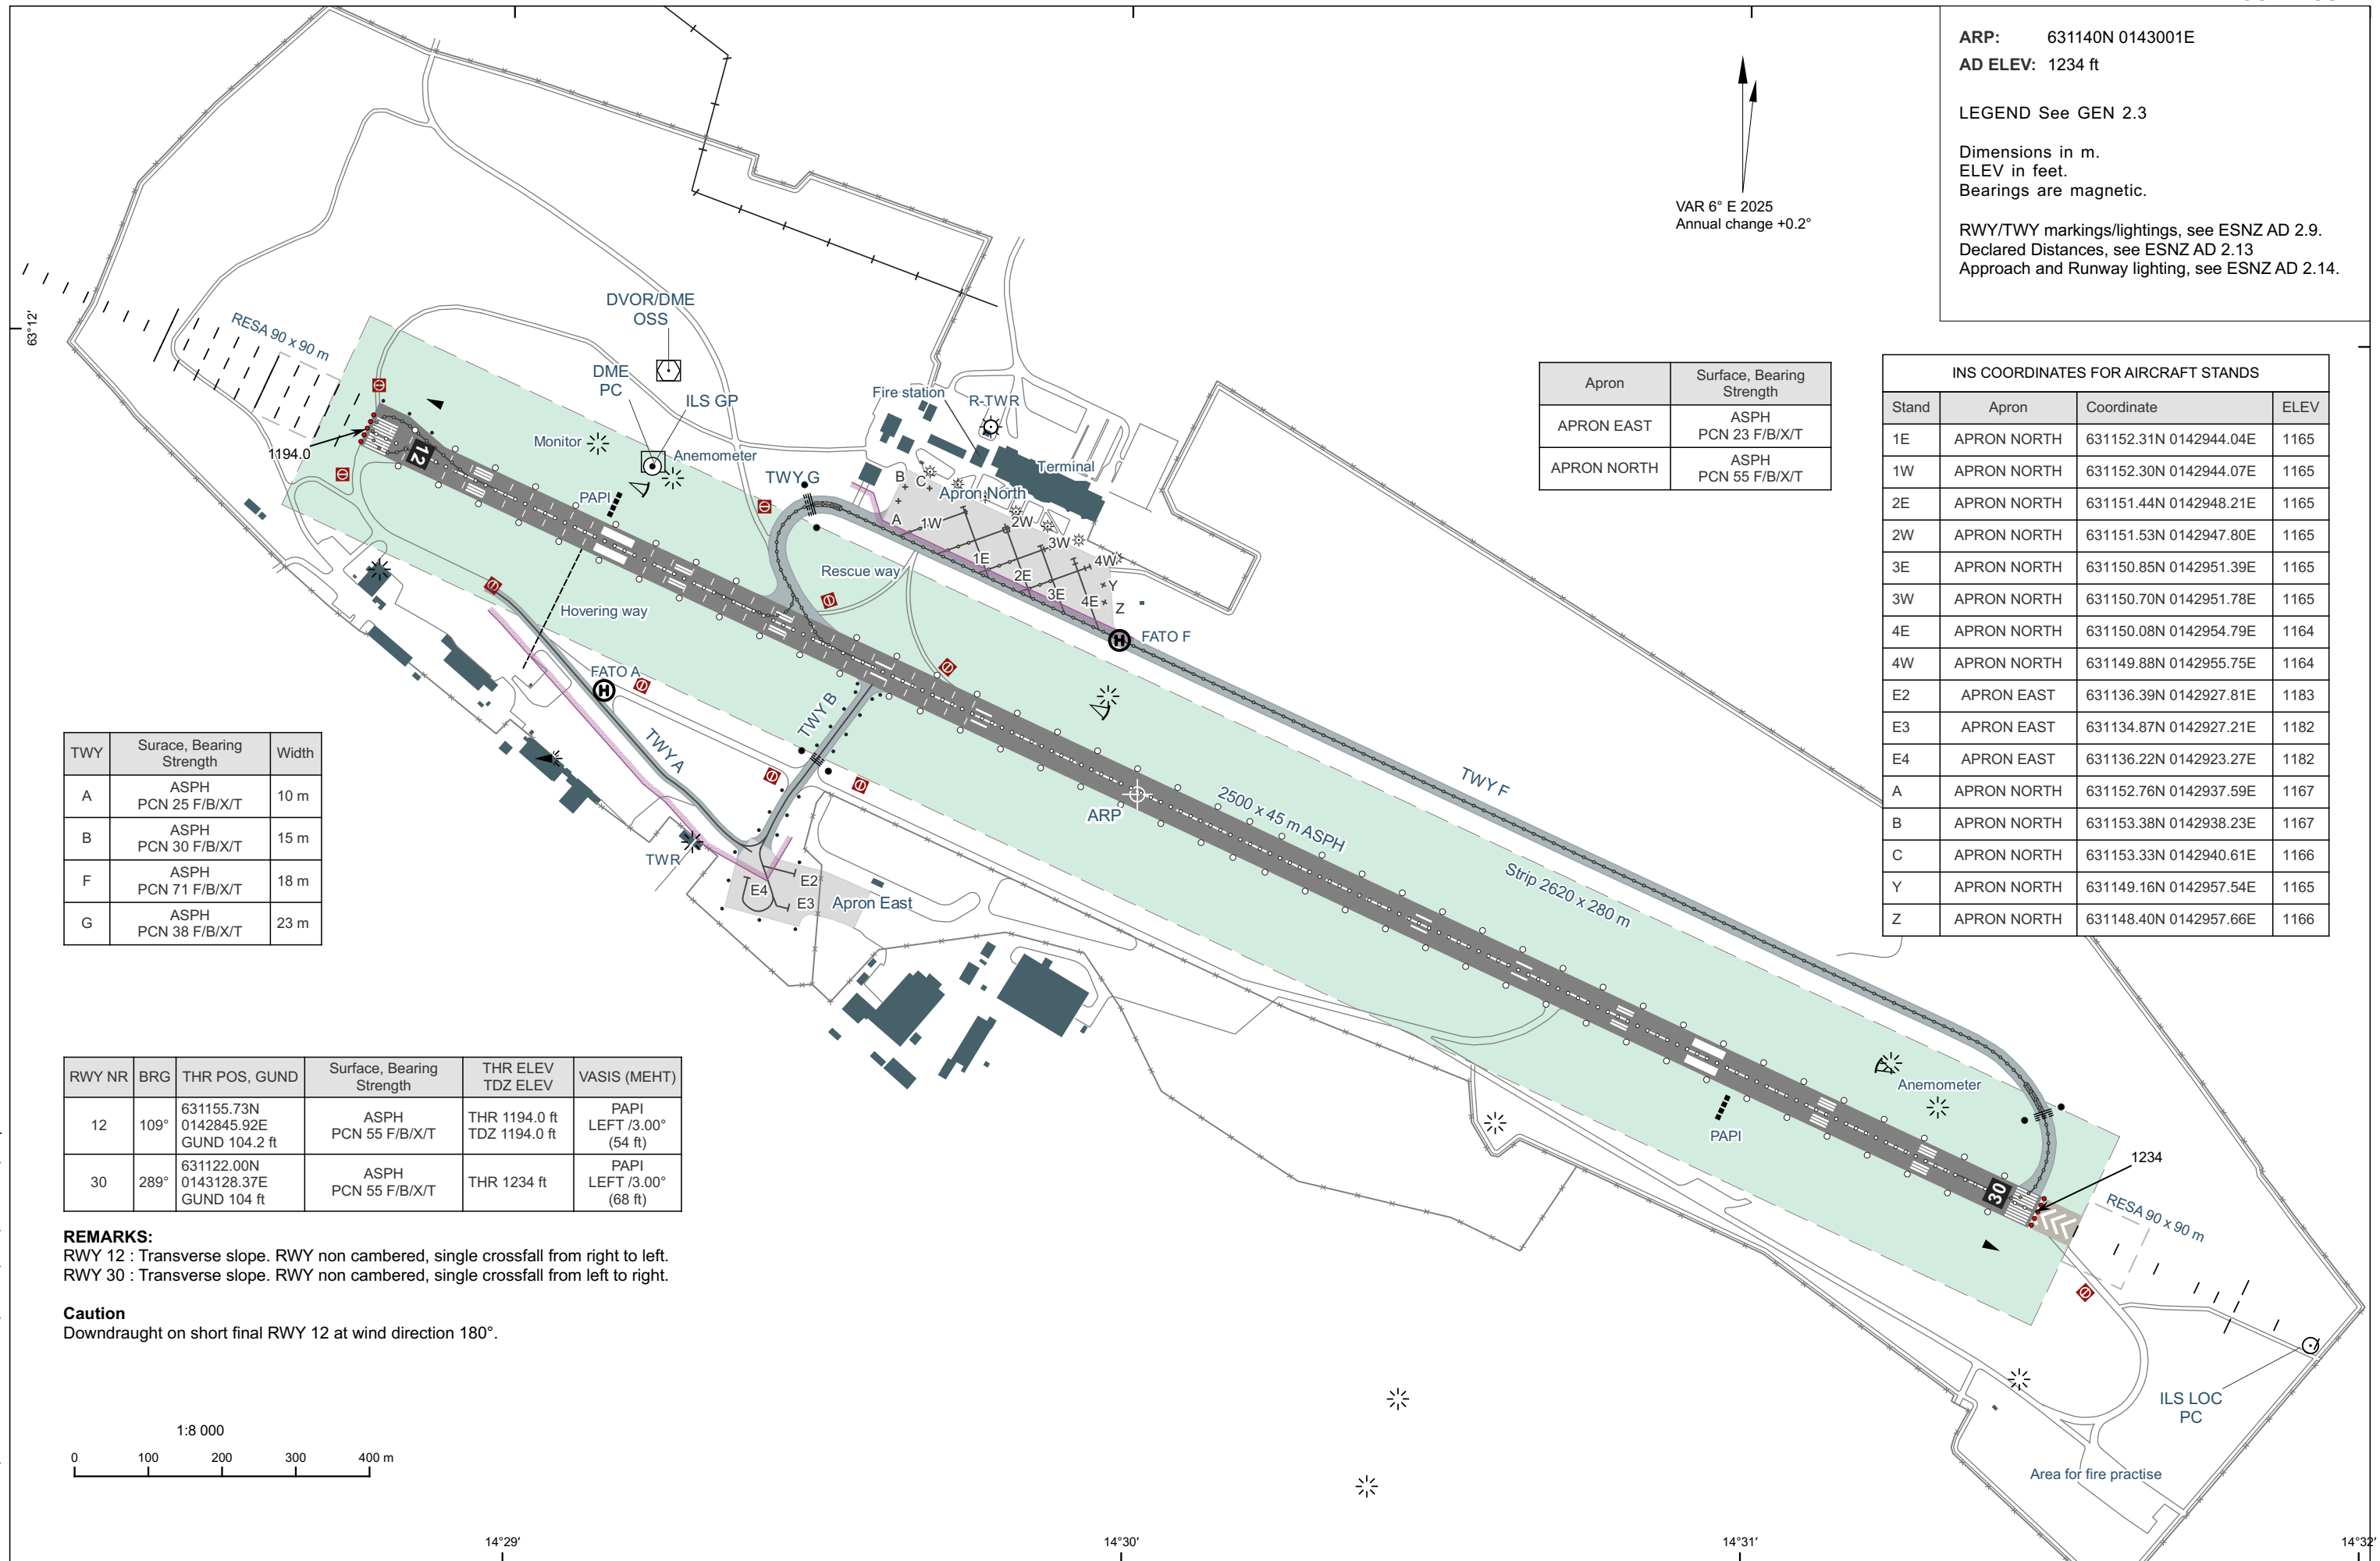 ARP: 631140N 0143001E
AD ELEV: 1234 ft
LEGEND See GEN 2.3
Dimensions in m.
ELEV in feet.
Bearings are magnetic.
RWY/TWY markings/lightings, see ESNZ AD 2.9.
Declared Distances, see ESNZ AD 2.13
Approach and Runway lighting, see ESNZ AD 2.14.
VAR 6° E 2025
Annual change +0.2°
63°12'
RESA 90 x 90 m
DVOR/DME
OSS
DME
PC
ILS GP
Monitor
Anemometer
1194.0
12
PAPI
TWY G
Fire station
R-TWR
Terminal
Apron North
B
C
A
1W
2W
3W
4W
1E
2E
3E
4E
Y
Z
Rescue way
Hovering way
FATO F
FATO A
TWY B
TWY A
TWR
E2
E4
E3
Apron East
ARP
TWY F
2500 x 45 m ASPH
Strip 2620 x 280 m
Anemometer
PAPI
1234
30
RESA 90 x 90 m
ILS LOC
PC
Area for fire practise
Apron Surface, Bearing Strength
APRON EAST ASPH PCN 23 F/B/X/T
APRON NORTH ASPH PCN 55 F/B/X/T
INS COORDINATES FOR AIRCRAFT STANDS
Stand Apron Coordinate ELEV
1E APRON NORTH 631152.31N 0142944.04E 1165
1W APRON NORTH 631152.30N 0142944.07E 1165
2E APRON NORTH 631151.44N 0142948.21E 1165
2W APRON NORTH 631151.53N 0142947.80E 1165
3E APRON NORTH 631150.85N 0142951.39E 1165
3W APRON NORTH 631150.70N 0142951.78E 1165
4E APRON NORTH 631150.08N 0142954.79E 1164
4W APRON NORTH 631149.88N 0142955.75E 1164
E2 APRON EAST 631136.39N 0142927.81E 1183
E3 APRON EAST 631134.87N 0142927.21E 1182
E4 APRON EAST 631136.22N 0142923.27E 1182
A APRON NORTH 631152.76N 0142937.59E 1167
B APRON NORTH 631153.38N 0142938.23E 1167
C APRON NORTH 631153.33N 0142940.61E 1166
Y APRON NORTH 631149.16N 0142957.54E 1165
Z APRON NORTH 631148.40N 0142957.66E 1166
TWY Surace, Bearing Strength Width
A ASPH PCN 25 F/B/X/T 10 m
B ASPH PCN 30 F/B/X/T 15 m
F ASPH PCN 71 F/B/X/T 18 m
G ASPH PCN 38 F/B/X/T 23 m
RWY NR BRG THR POS, GUND Surface, Bearing Strength THR ELEV TDZ ELEV VASIS (MEHT)
12 109° 631155.73N 0142845.92E GUND 104.2 ft ASPH PCN 55 F/B/X/T THR 1194.0 ft TDZ 1194.0 ft PAPI LEFT /3.00° (54 ft)
30 289° 631122.00N 0143128.37E GUND 104 ft ASPH PCN 55 F/B/X/T THR 1234 ft PAPI LEFT /3.00° (68 ft)
REMARKS:
RWY 12 : Transverse slope. RWY non cambered, single crossfall from right to left.
RWY 30 : Transverse slope. RWY non cambered, single crossfall from left to right.
Caution
Downdraught on short final RWY 12 at wind direction 180°.
1:8 000
0 100 200 300 400 m
14°29' 14°30' 14°31' 14°32'